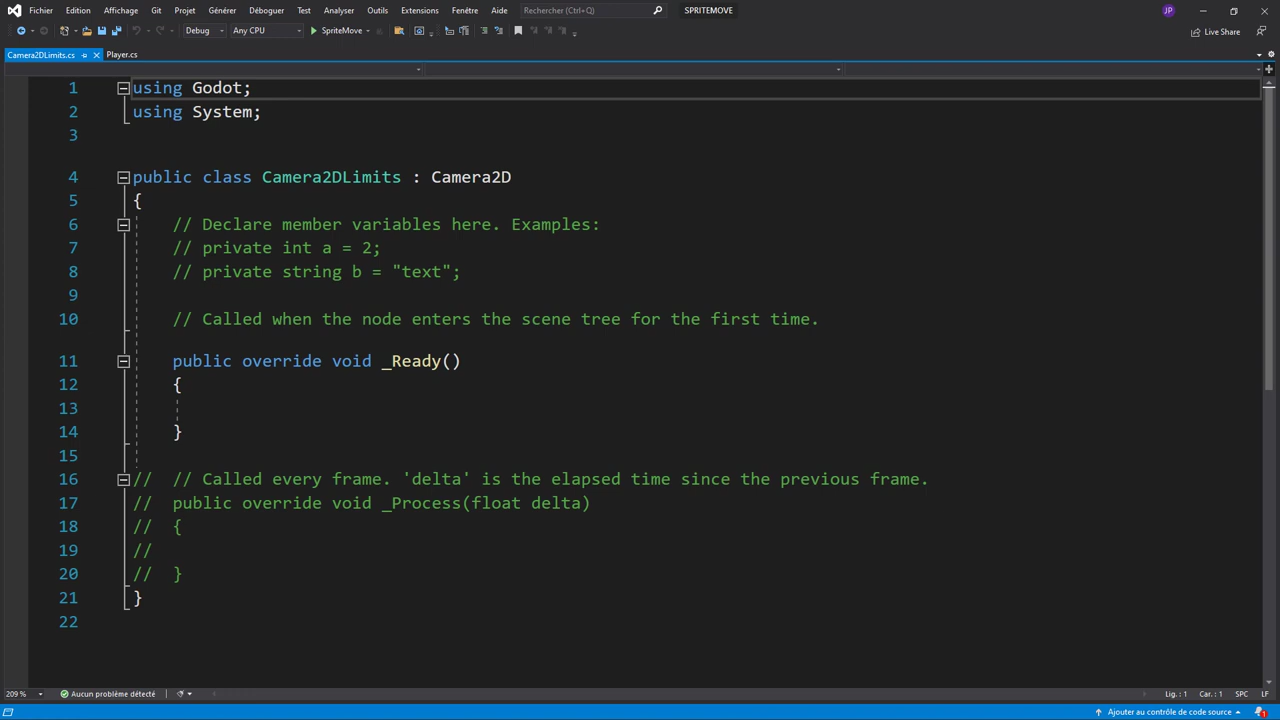 Fichier Edition Affichage Git Projet Générer Déboguer Test Analyser Outils Extensions Fenêtre Aide Rechercher (Ctrl+Q) SPRITEMOVE JP
Debug Any CPU SpriteMove Live Share
Camera2DLimits.cs Player.cs
1 using Godot;
2 using System;
3
4 public class Camera2DLimits : Camera2D
5 {
6 // Declare member variables here. Examples:
7 // private int a = 2;
8 // private string b = "text";
9
10 // Called when the node enters the scene tree for the first time.
11 public override void _Ready()
12 {
13
14 }
15
16 // // Called every frame. 'delta' is the elapsed time since the previous frame.
17 // public override void _Process(float delta)
18 // {
19 //
20 // }
21 }
22
209 % Aucun problème détecté Lig. : 1 Car. : 1 SPC LF
Ajouter au contrôle de code source 1